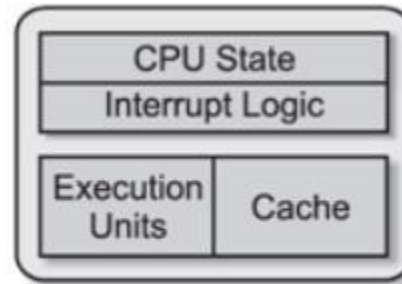 CPU State
Interrupt Logic
Execution
Units
Cache